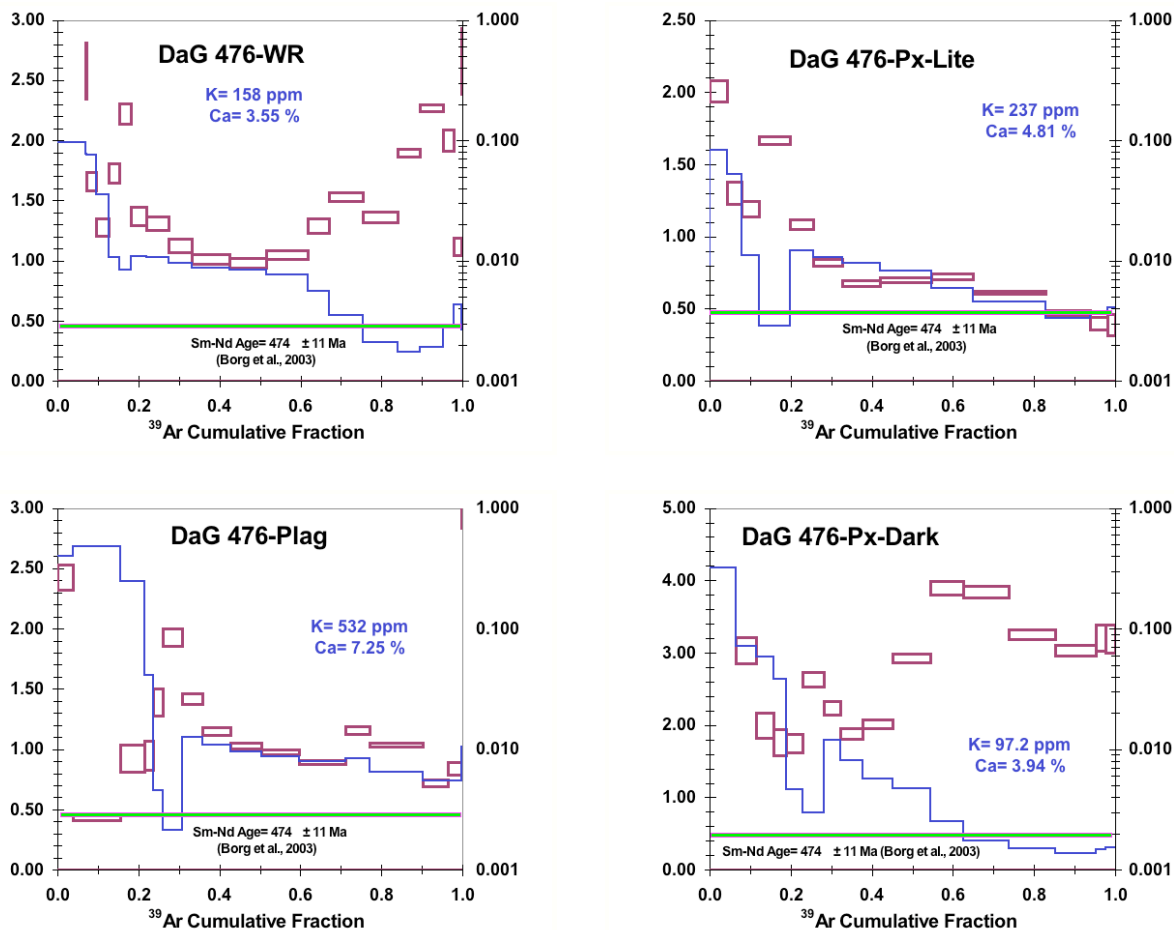 3.00
2.50
2.00
1.50
1.00
0.50
0.00
1.000
0.100
0.010
0.001
DaG 476-WR
K= 158 ppm
Ca= 3.55 %
Sm-Nd Age= 474 ± 11 Ma
(Borg et al., 2003)
0.0 0.2 0.4 0.6 0.8 1.0
39Ar Cumulative Fraction
2.50
2.00
1.50
1.00
0.50
0.00
1.000
0.100
0.010
0.001
DaG 476-Px-Lite
K= 237 ppm
Ca= 4.81 %
Sm-Nd Age= 474 ± 11 Ma
(Borg et al., 2003)
0.0 0.2 0.4 0.6 0.8 1.0
39Ar Cumulative Fraction
3.00
2.50
2.00
1.50
1.00
0.50
0.00
1.000
0.100
0.010
0.001
DaG 476-Plag
K= 532 ppm
Ca= 7.25 %
Sm-Nd Age= 474 ± 11 Ma
(Borg et al., 2003)
0.0 0.2 0.4 0.6 0.8 1.0
39Ar Cumulative Fraction
5.00
4.00
3.00
2.00
1.00
0.00
1.000
0.100
0.010
0.001
DaG 476-Px-Dark
K= 97.2 ppm
Ca= 3.94 %
Sm-Nd Age= 474 ± 11 Ma (Borg et al., 2003)
0.0 0.2 0.4 0.6 0.8 1.0
39Ar Cumulative Fraction